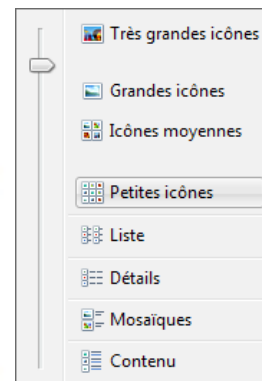 Très grandes icônes
Grandes icônes
Icônes moyennes
Petites icônes
Liste
Détails
Mosaïques
Contenu